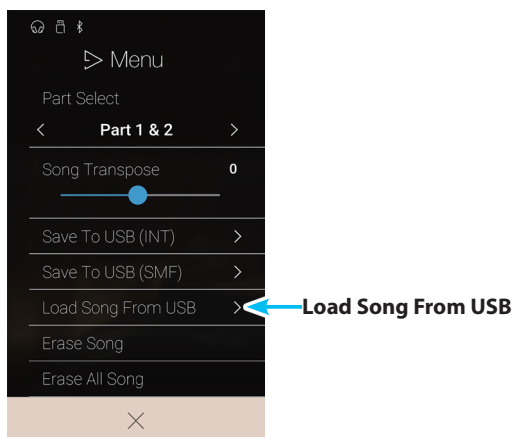 Menu
Part Select
Part 1 & 2
Song Transpose 0
Save To USB (INT)
Save To USB (SMF)
Load Song From USB
Load Song From USB
Erase Song
Erase All Song